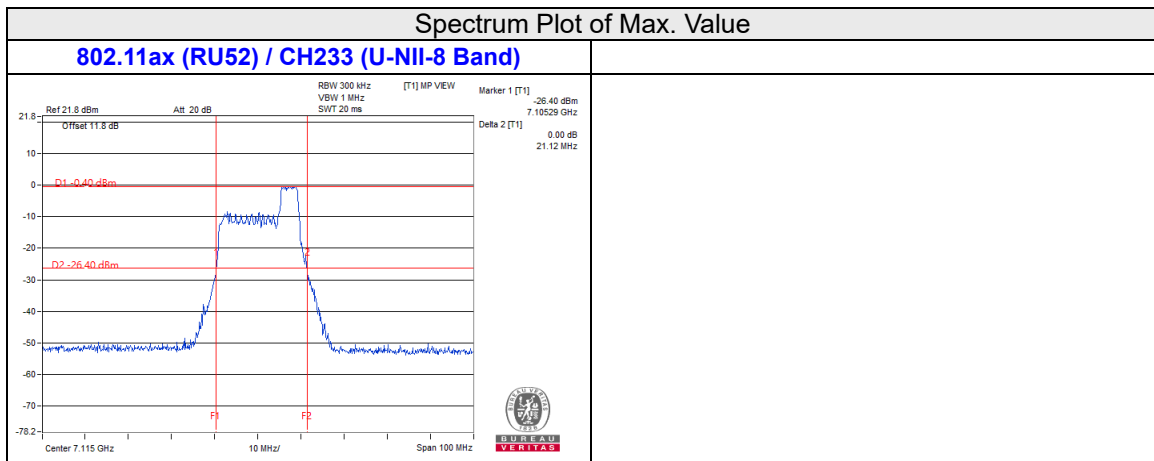 Spectrum Plot of Max. Value
802.11ax (RU52) / CH233 (U-NII-8 Band)
RBW 300 kHz
[T1] MP VIEW
Marker 1 [T1]
VBW 1 MHz
-26.40 dBm
Ref 21.8 dBm
Att 20 dB
SWT 20 ms
7.10529 GHz
21.8
Offset 11.8 dB
Delta 2 [T1]
0.00 dB
21.12 MHz
10
0
D1 -0.40 dBm
-10
-20
1
2
D2 -26.40 dBm
-30
-40
-50
-60
-70
F1
F2
-78.2
Center 7.115 GHz
10 MHz/
Span 100 MHz
BUREAU VERITAS
1828
BUREAU
VERITAS